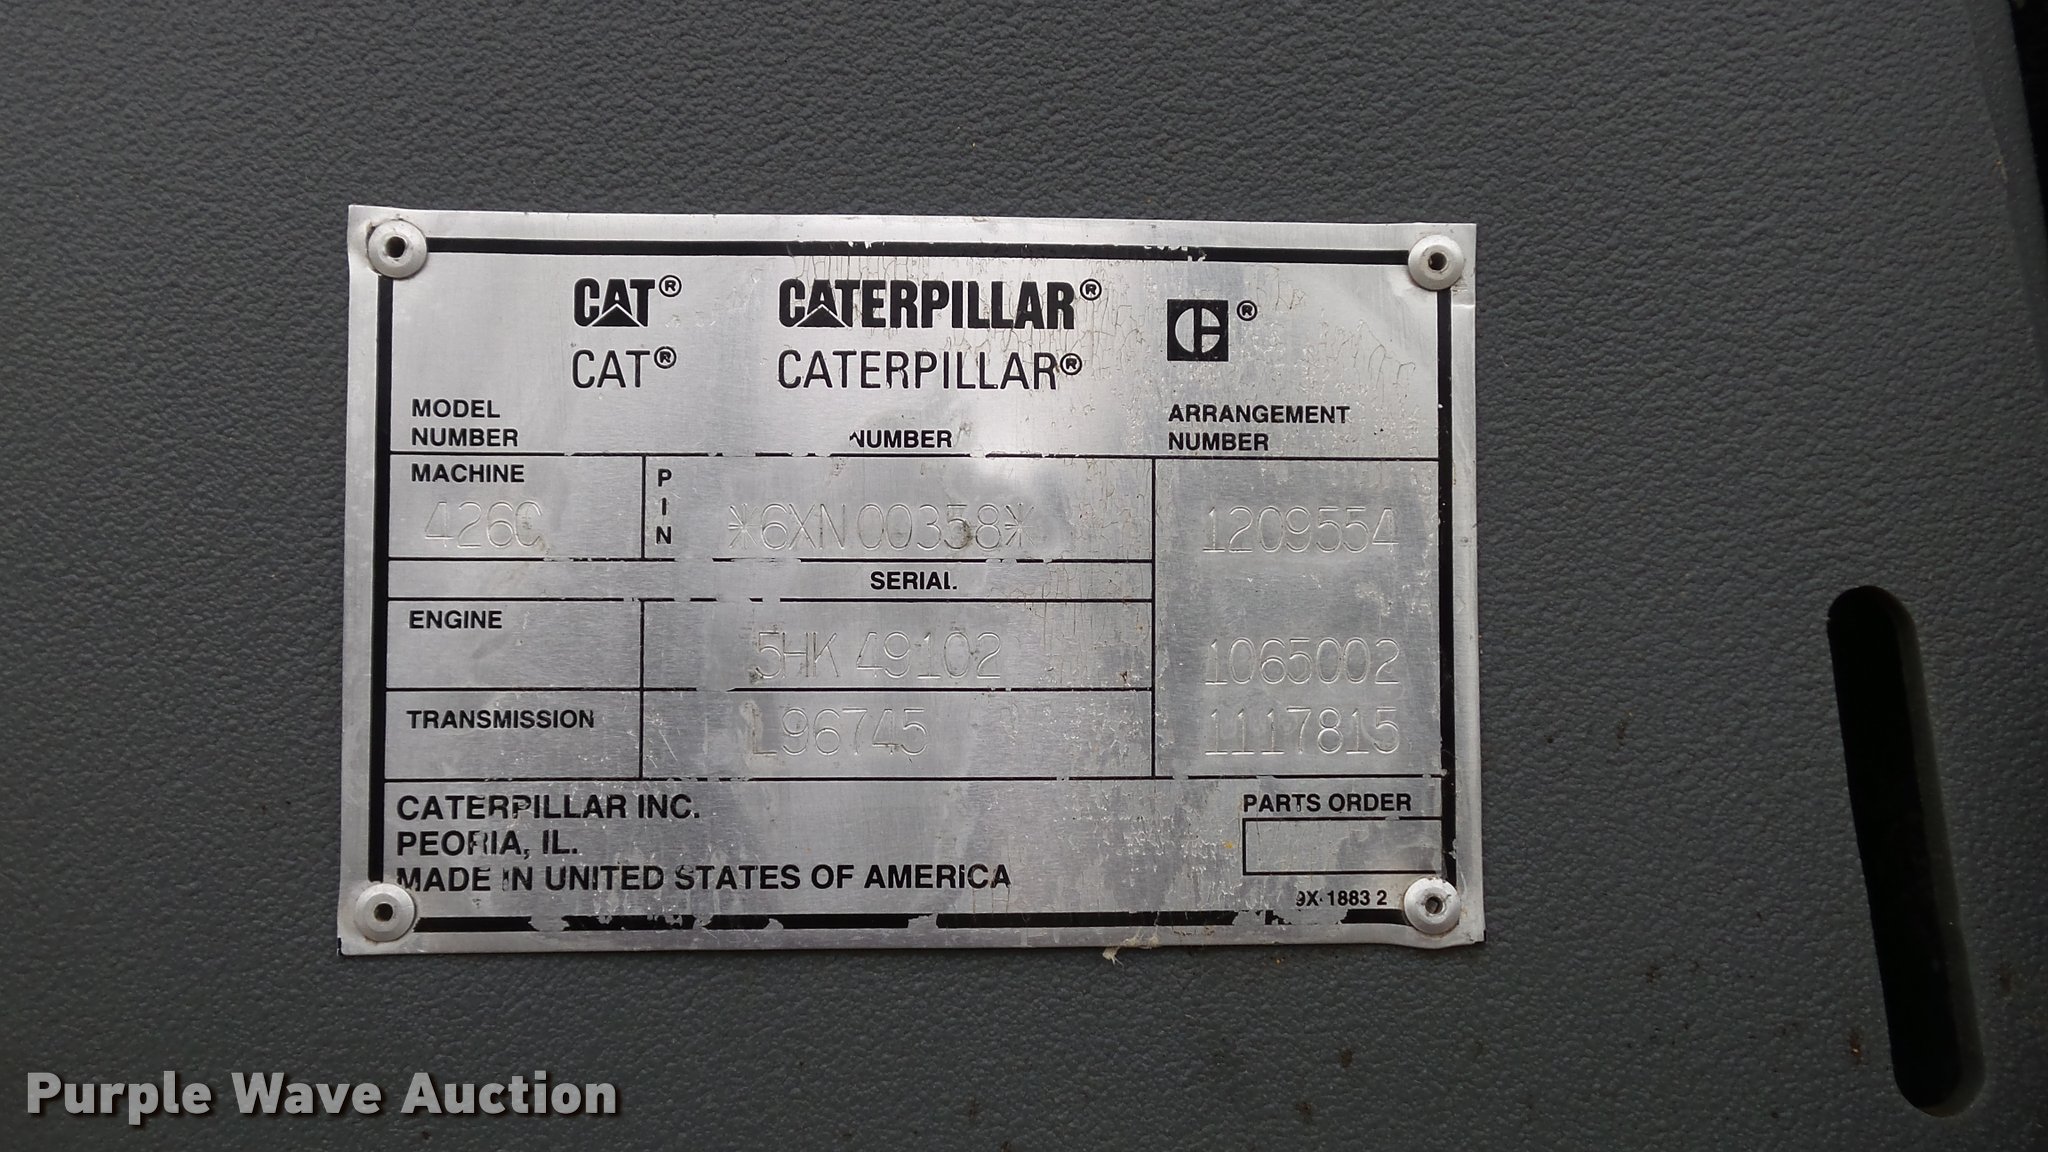 CAT® CATERPILLAR® ®
CAT® CATERPILLAR®
MODEL NUMBER
NUMBER
ARRANGEMENT NUMBER
MACHINE
426C
PIN
*6XN00358*
1209554
SERIAL
ENGINE
5HK49102
1065002
TRANSMISSION
L96745
1117815
CATERPILLAR INC.
PEORIA, IL.
MADE IN UNITED STATES OF AMERICA
PARTS ORDER
9X-1883 2
Purple Wave Auction